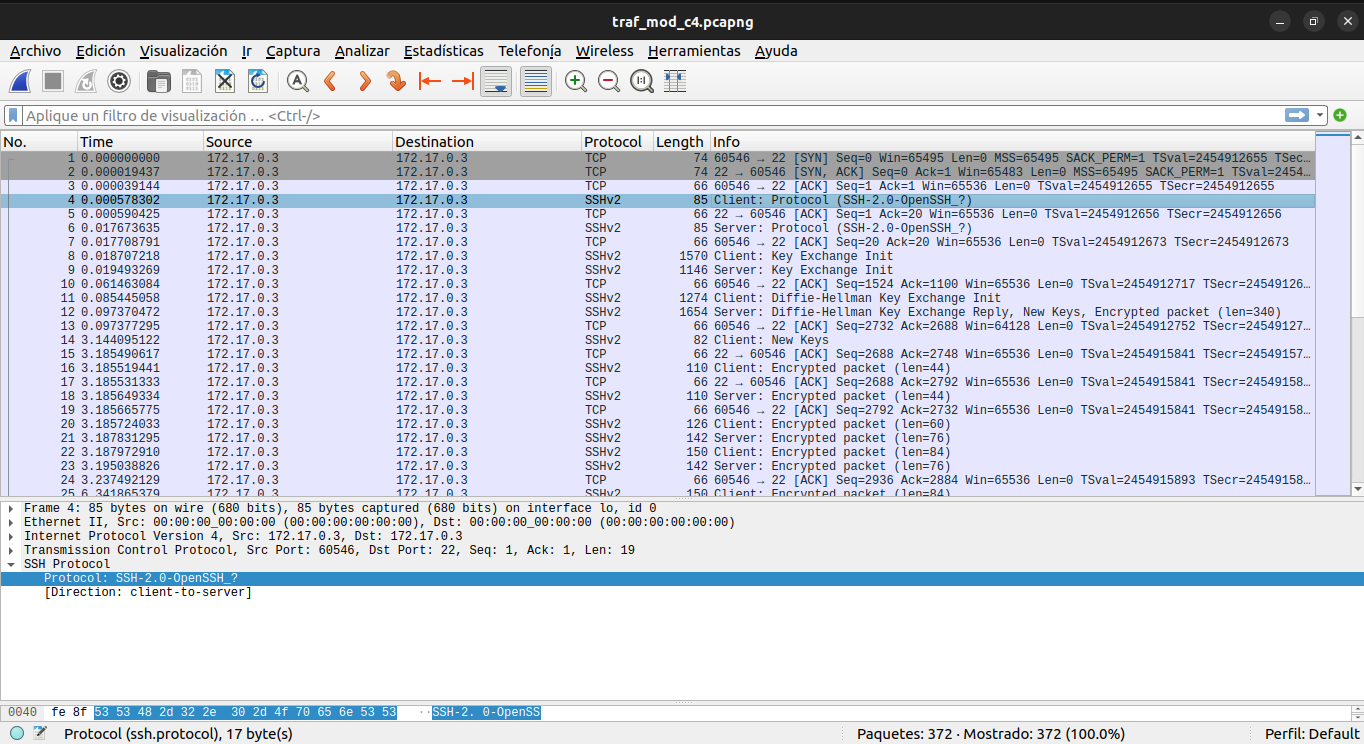 traf_mod_c4.pcapng
Archivo Edición Visualización Ir Captura Analizar Estadísticas Telefonía Wireless Herramientas Ayuda
Aplique un filtro de visualización … <Ctrl-/>
No. Time Source Destination Protocol Length Info
1 0.000000000 172.17.0.3 172.17.0.3 TCP 74 60546 → 22 [SYN] Seq=0 Win=65495 Len=0 MSS=65495 SACK_PERM=1 TSval=2454912655 TSec…
2 0.000019437 172.17.0.3 172.17.0.3 TCP 74 22 → 60546 [SYN, ACK] Seq=0 Ack=1 Win=65483 Len=0 MSS=65495 SACK_PERM=1 TSval=2454…
3 0.000039144 172.17.0.3 172.17.0.3 TCP 66 60546 → 22 [ACK] Seq=1 Ack=1 Win=65536 Len=0 TSval=2454912655 TSecr=2454912655
4 0.000578302 172.17.0.3 172.17.0.3 SSHv2 85 Client: Protocol (SSH-2.0-OpenSSH_?)
5 0.000590425 172.17.0.3 172.17.0.3 TCP 66 22 → 60546 [ACK] Seq=1 Ack=20 Win=65536 Len=0 TSval=2454912656 TSecr=2454912656
6 0.017673635 172.17.0.3 172.17.0.3 SSHv2 85 Server: Protocol (SSH-2.0-OpenSSH_?)
7 0.017708791 172.17.0.3 172.17.0.3 TCP 66 60546 → 22 [ACK] Seq=20 Ack=20 Win=65536 Len=0 TSval=2454912673 TSecr=2454912673
8 0.018707218 172.17.0.3 172.17.0.3 SSHv2 1570 Client: Key Exchange Init
9 0.019493269 172.17.0.3 172.17.0.3 SSHv2 1146 Server: Key Exchange Init
10 0.061463084 172.17.0.3 172.17.0.3 TCP 66 60546 → 22 [ACK] Seq=1524 Ack=1100 Win=65536 Len=0 TSval=2454912717 TSecr=24549126…
11 0.085445058 172.17.0.3 172.17.0.3 SSHv2 1274 Client: Diffie-Hellman Key Exchange Init
12 0.097370472 172.17.0.3 172.17.0.3 SSHv2 1654 Server: Diffie-Hellman Key Exchange Reply, New Keys, Encrypted packet (len=340)
13 0.097377295 172.17.0.3 172.17.0.3 TCP 66 60546 → 22 [ACK] Seq=2732 Ack=2688 Win=64128 Len=0 TSval=2454912752 TSecr=24549127…
14 3.144095122 172.17.0.3 172.17.0.3 SSHv2 82 Client: New Keys
15 3.185490617 172.17.0.3 172.17.0.3 TCP 66 22 → 60546 [ACK] Seq=2688 Ack=2748 Win=65536 Len=0 TSval=2454915841 TSecr=24549157…
16 3.185519441 172.17.0.3 172.17.0.3 SSHv2 110 Client: Encrypted packet (len=44)
17 3.185531333 172.17.0.3 172.17.0.3 TCP 66 22 → 60546 [ACK] Seq=2688 Ack=2792 Win=65536 Len=0 TSval=2454915841 TSecr=24549158…
18 3.185649334 172.17.0.3 172.17.0.3 SSHv2 110 Server: Encrypted packet (len=44)
19 3.185665775 172.17.0.3 172.17.0.3 TCP 66 60546 → 22 [ACK] Seq=2792 Ack=2732 Win=65536 Len=0 TSval=2454915841 TSecr=24549158…
20 3.185724033 172.17.0.3 172.17.0.3 SSHv2 126 Client: Encrypted packet (len=60)
21 3.187831295 172.17.0.3 172.17.0.3 SSHv2 142 Server: Encrypted packet (len=76)
22 3.187972910 172.17.0.3 172.17.0.3 SSHv2 150 Client: Encrypted packet (len=84)
23 3.195038826 172.17.0.3 172.17.0.3 SSHv2 142 Server: Encrypted packet (len=76)
24 3.237492129 172.17.0.3 172.17.0.3 TCP 66 60546 → 22 [ACK] Seq=2936 Ack=2884 Win=65536 Len=0 TSval=2454915893 TSecr=24549158…
25 6.341865379 172.17.0.3 172.17.0.3 SSHv2 150 Client: Encrypted packet (len=84)
Frame 4: 85 bytes on wire (680 bits), 85 bytes captured (680 bits) on interface lo, id 0
Ethernet II, Src: 00:00:00_00:00:00 (00:00:00:00:00:00), Dst: 00:00:00_00:00:00 (00:00:00:00:00:00)
Internet Protocol Version 4, Src: 172.17.0.3, Dst: 172.17.0.3
Transmission Control Protocol, Src Port: 60546, Dst Port: 22, Seq: 1, Ack: 1, Len: 19
SSH Protocol
Protocol: SSH-2.0-OpenSSH_?
[Direction: client-to-server]
0040 fe 8f 53 53 48 2d 32 2e 30 2d 4f 70 65 6e 53 53 ··SSH-2. 0-OpenSS
Protocol (ssh.protocol), 17 byte(s) Paquetes: 372 · Mostrado: 372 (100.0%) Perfil: Default